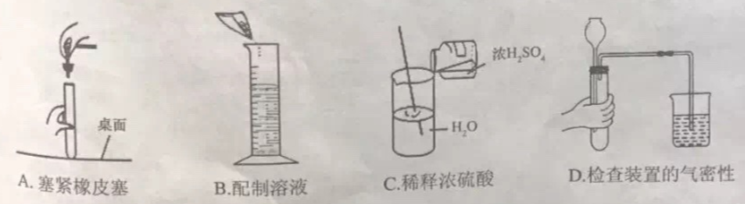 桌面
浓H₂SO₄
H₂O
A.塞紧橡皮塞
B.配制溶液
C.稀释浓硫酸
D.检查装置的气密性